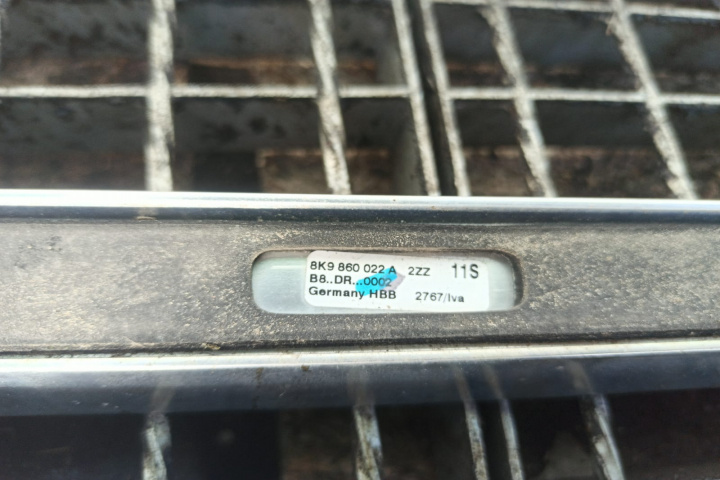 8K9 860 022 A 2ZZ 11S
B8..DR...0002
Germany HBB 2767/Iva